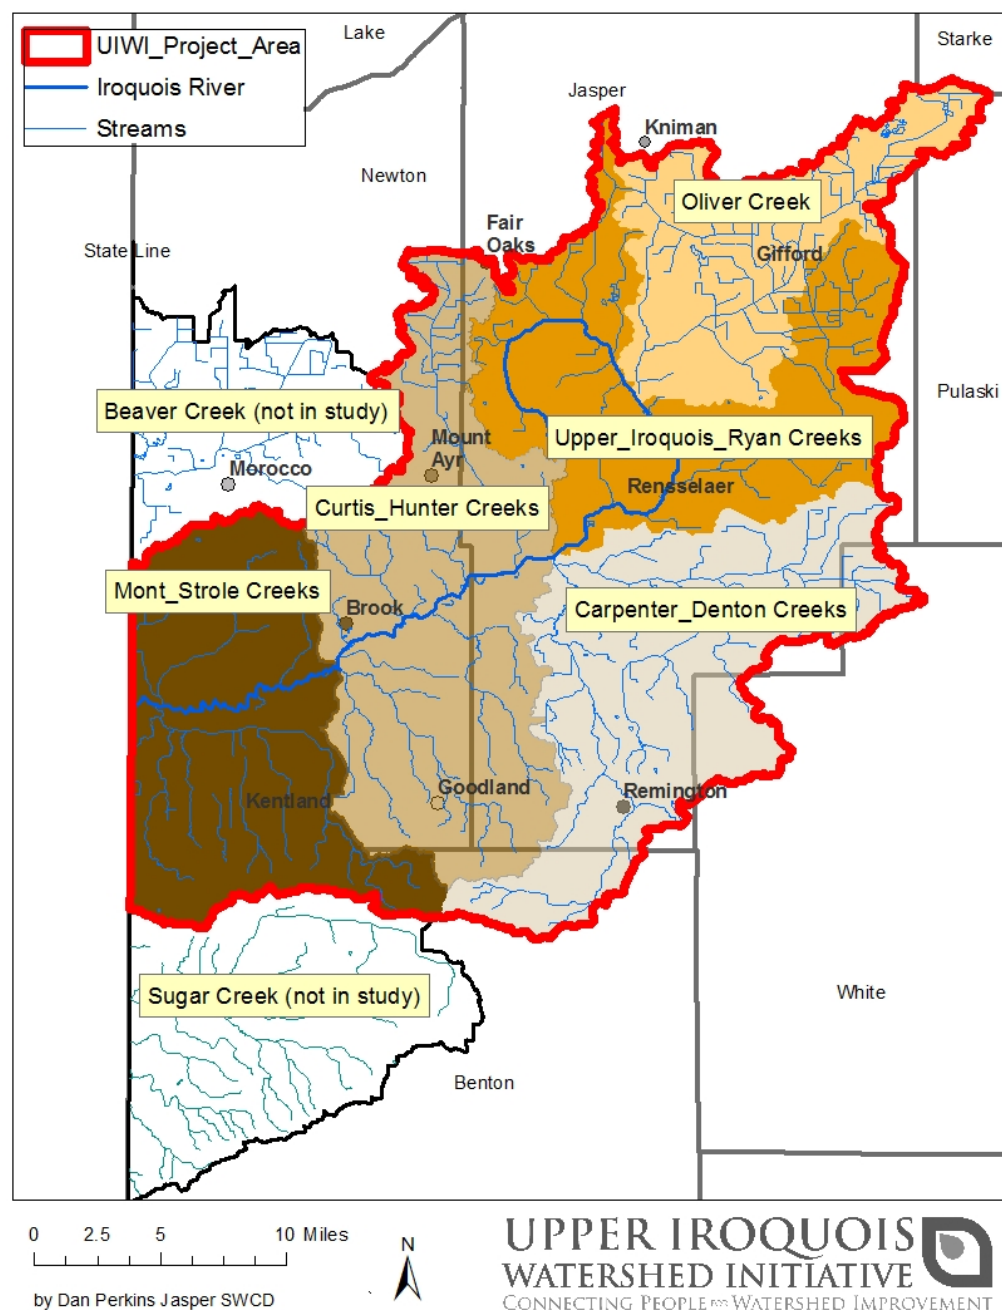 UIWI_Project_Area
Iroquois River
Streams
Lake
Starke
Jasper
Kniman
Newton
Oliver Creek
Fair
Oaks
State Line
Gifford
Beaver Creek (not in study)
Pulaski
Mount
Ayr
Upper_Iroquois_Ryan Creeks
Morocco
Rensselaer
Curtis_Hunter Creeks
Mont_Strole Creeks
Brook
Carpenter_Denton Creeks
Goodland
Remington
Kentland
Sugar Creek (not in study)
White
Benton
0 2.5 5 10 Miles
N
by Dan Perkins Jasper SWCD
UPPER IROQUOIS
WATERSHED INITIATIVE
CONNECTING PEOPLE FOR WATERSHED IMPROVEMENT